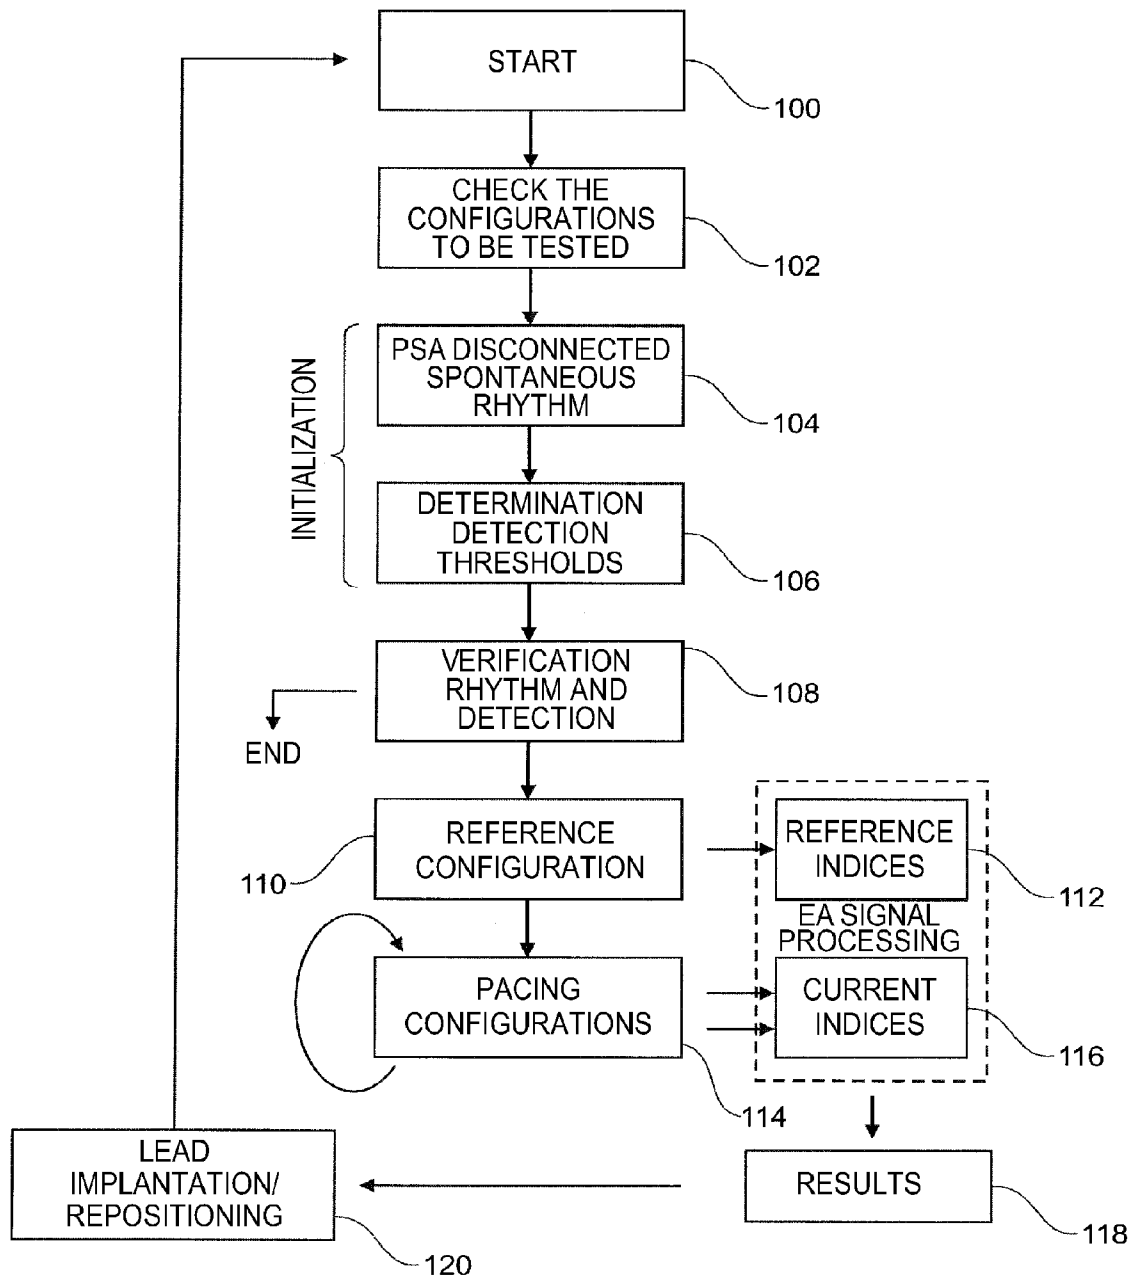 START
100
CHECK THE
CONFIGURATIONS
TO BE TESTED
102
INITIALIZATION
PSA DISCONNECTED
SPONTANEOUS
RHYTHM
104
DETERMINATION
DETECTION
THRESHOLDS
106
VERIFICATION
RHYTHM AND
DETECTION
108
END
REFERENCE
CONFIGURATION
110
REFERENCE
INDICES
112
EA SIGNAL
PROCESSING
PACING
CONFIGURATIONS
114
CURRENT
INDICES
116
LEAD
IMPLANTATION/
REPOSITIONING
120
RESULTS
118